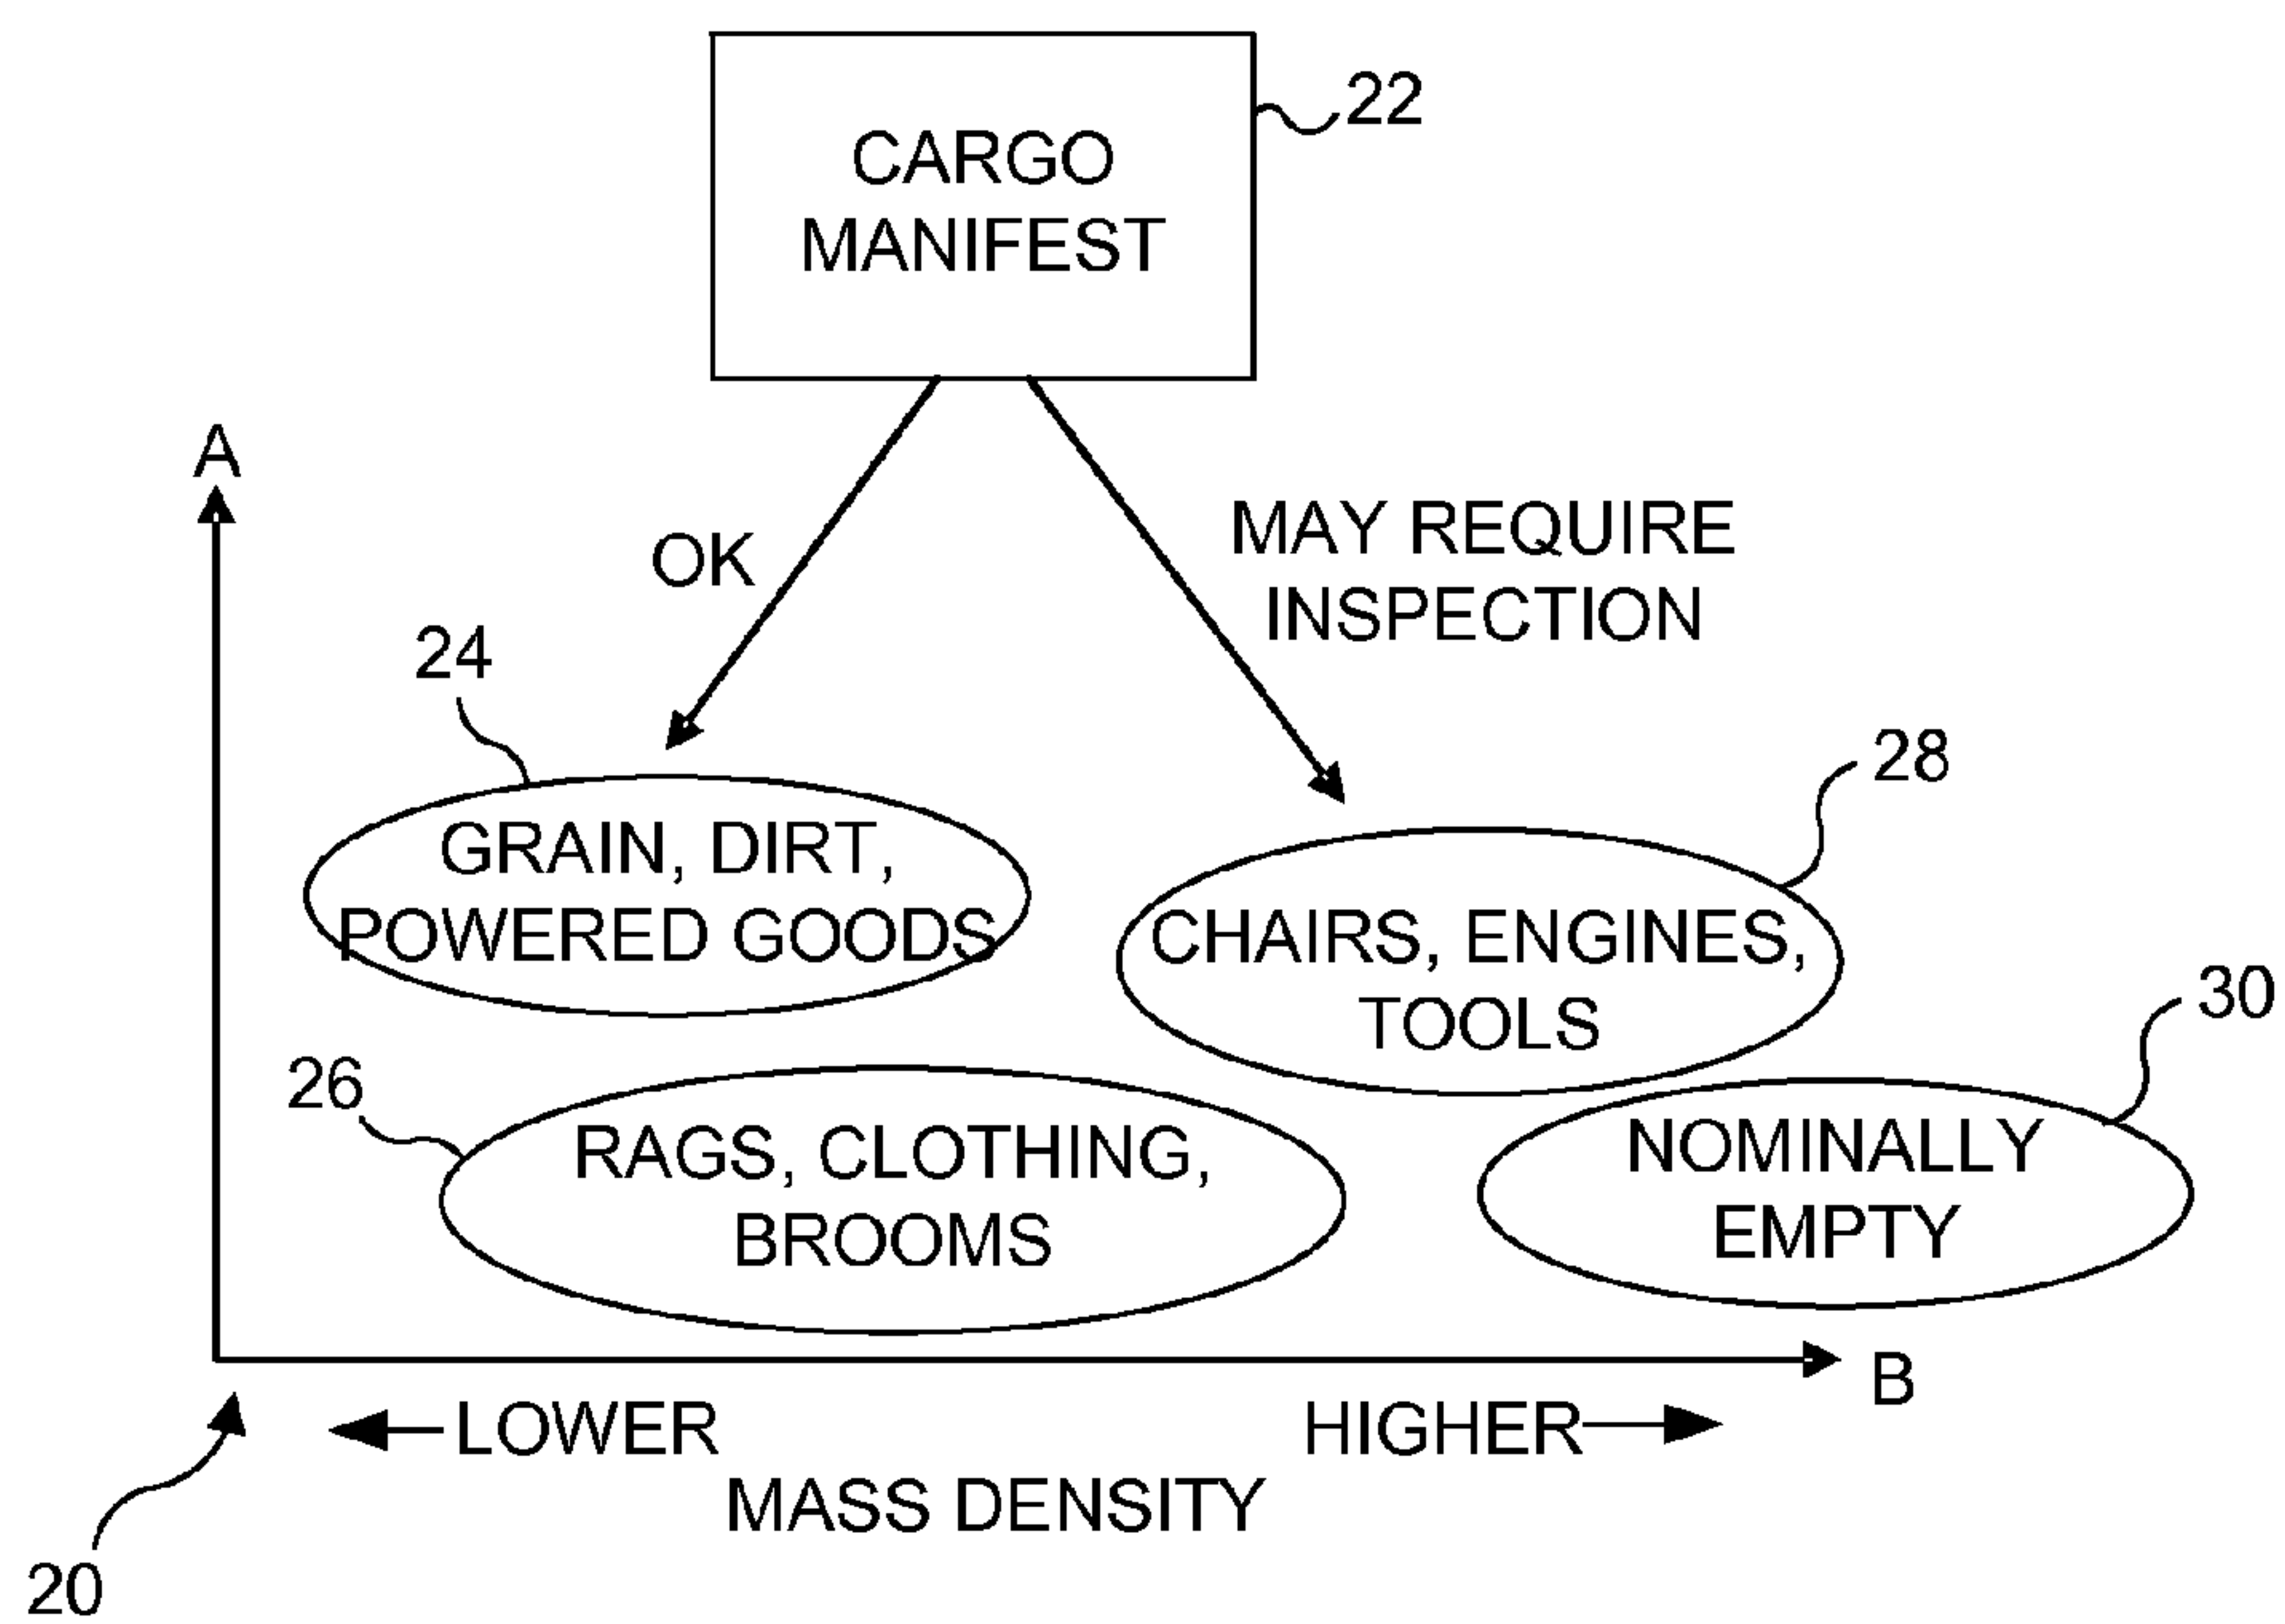 CARGO
MANIFEST
22
A
OK
MAY REQUIRE
INSPECTION
24
28
GRAIN, DIRT,
POWERED GOODS
CHAIRS, ENGINES,
TOOLS
30
26
RAGS, CLOTHING,
BROOMS
NOMINALLY
EMPTY
B
LOWER
HIGHER
MASS DENSITY
20